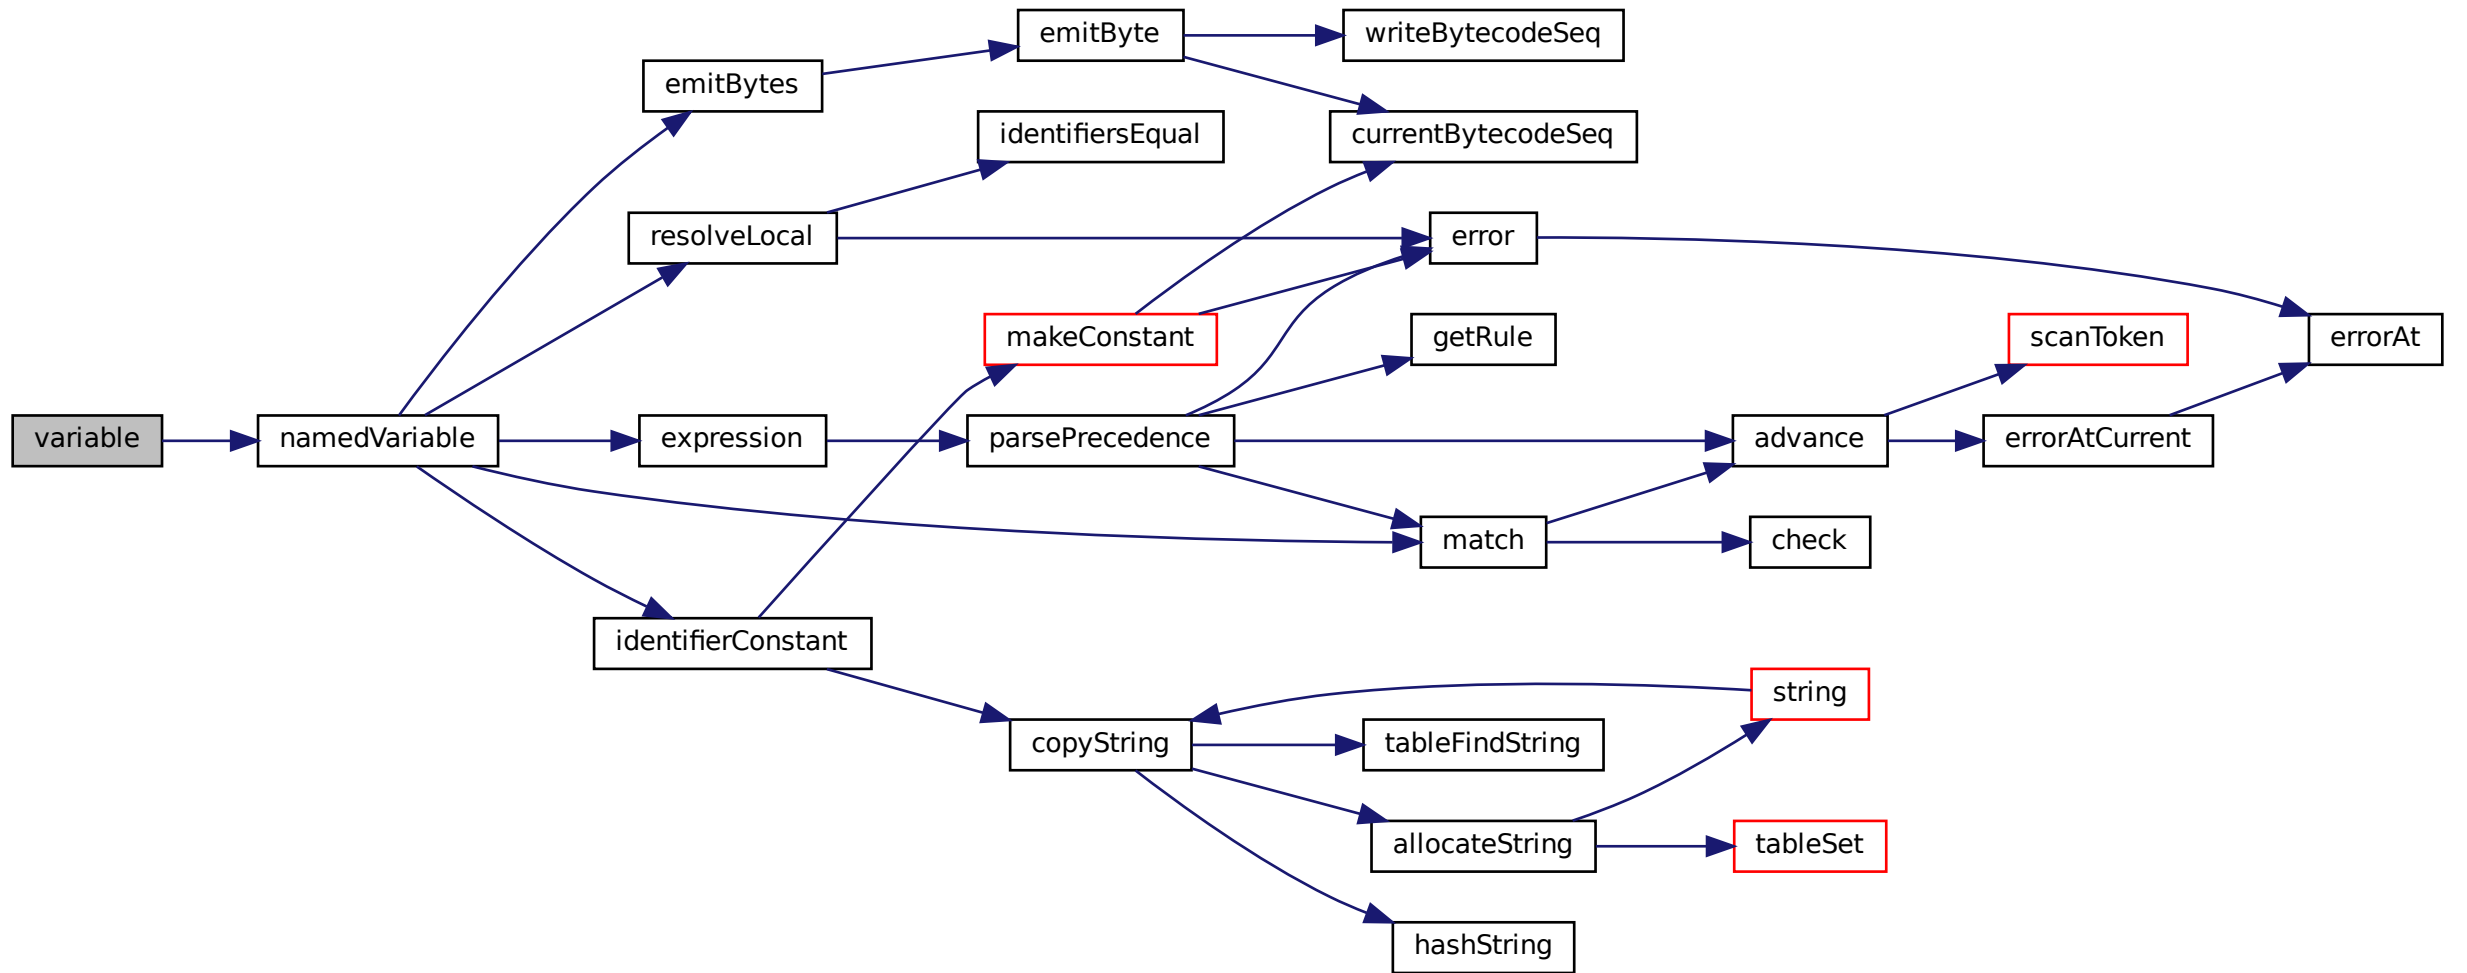 variable
namedVariable
emitBytes
emitByte
writeBytecodeSeq
currentBytecodeSeq
resolveLocal
identifiersEqual
error
errorAt
expression
parsePrecedence
makeConstant
getRule
advance
scanToken
errorAtCurrent
match
check
identifierConstant
copyString
tableFindString
allocateString
string
tableSet
hashString